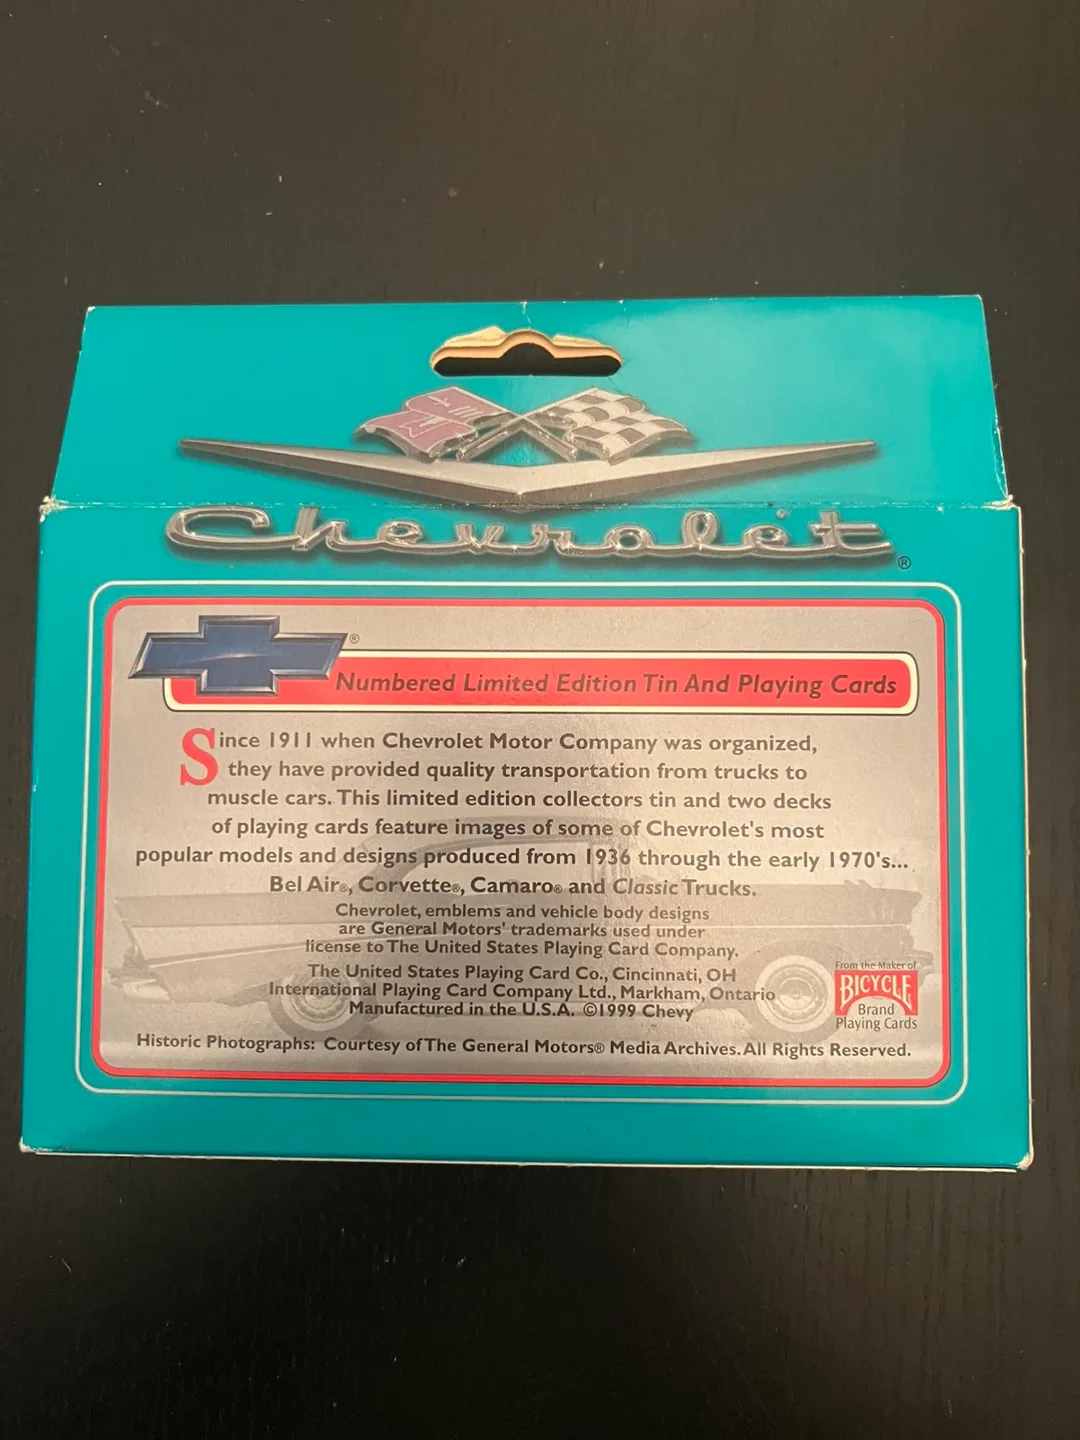 Chevrolet®
®
Numbered Limited Edition Tin And Playing Cards
Since 1911 when Chevrolet Motor Company was organized,
they have provided quality transportation from trucks to
muscle cars. This limited edition collectors tin and two decks
of playing cards feature images of some of Chevrolet's most
popular models and designs produced from 1936 through the early 1970's...
Bel Air®, Corvette®, Camaro® and Classic Trucks.
Chevrolet, emblems and vehicle body designs
are General Motors' trademarks used under
license to The United States Playing Card Company.
The United States Playing Card Co., Cincinnati, OH
International Playing Card Company Ltd., Markham, Ontario
Manufactured in the U.S.A. ©1999 Chevy
From the Maker of
BICYCLE
Brand
Playing Cards
Historic Photographs: Courtesy of The General Motors® Media Archives. All Rights Reserved.